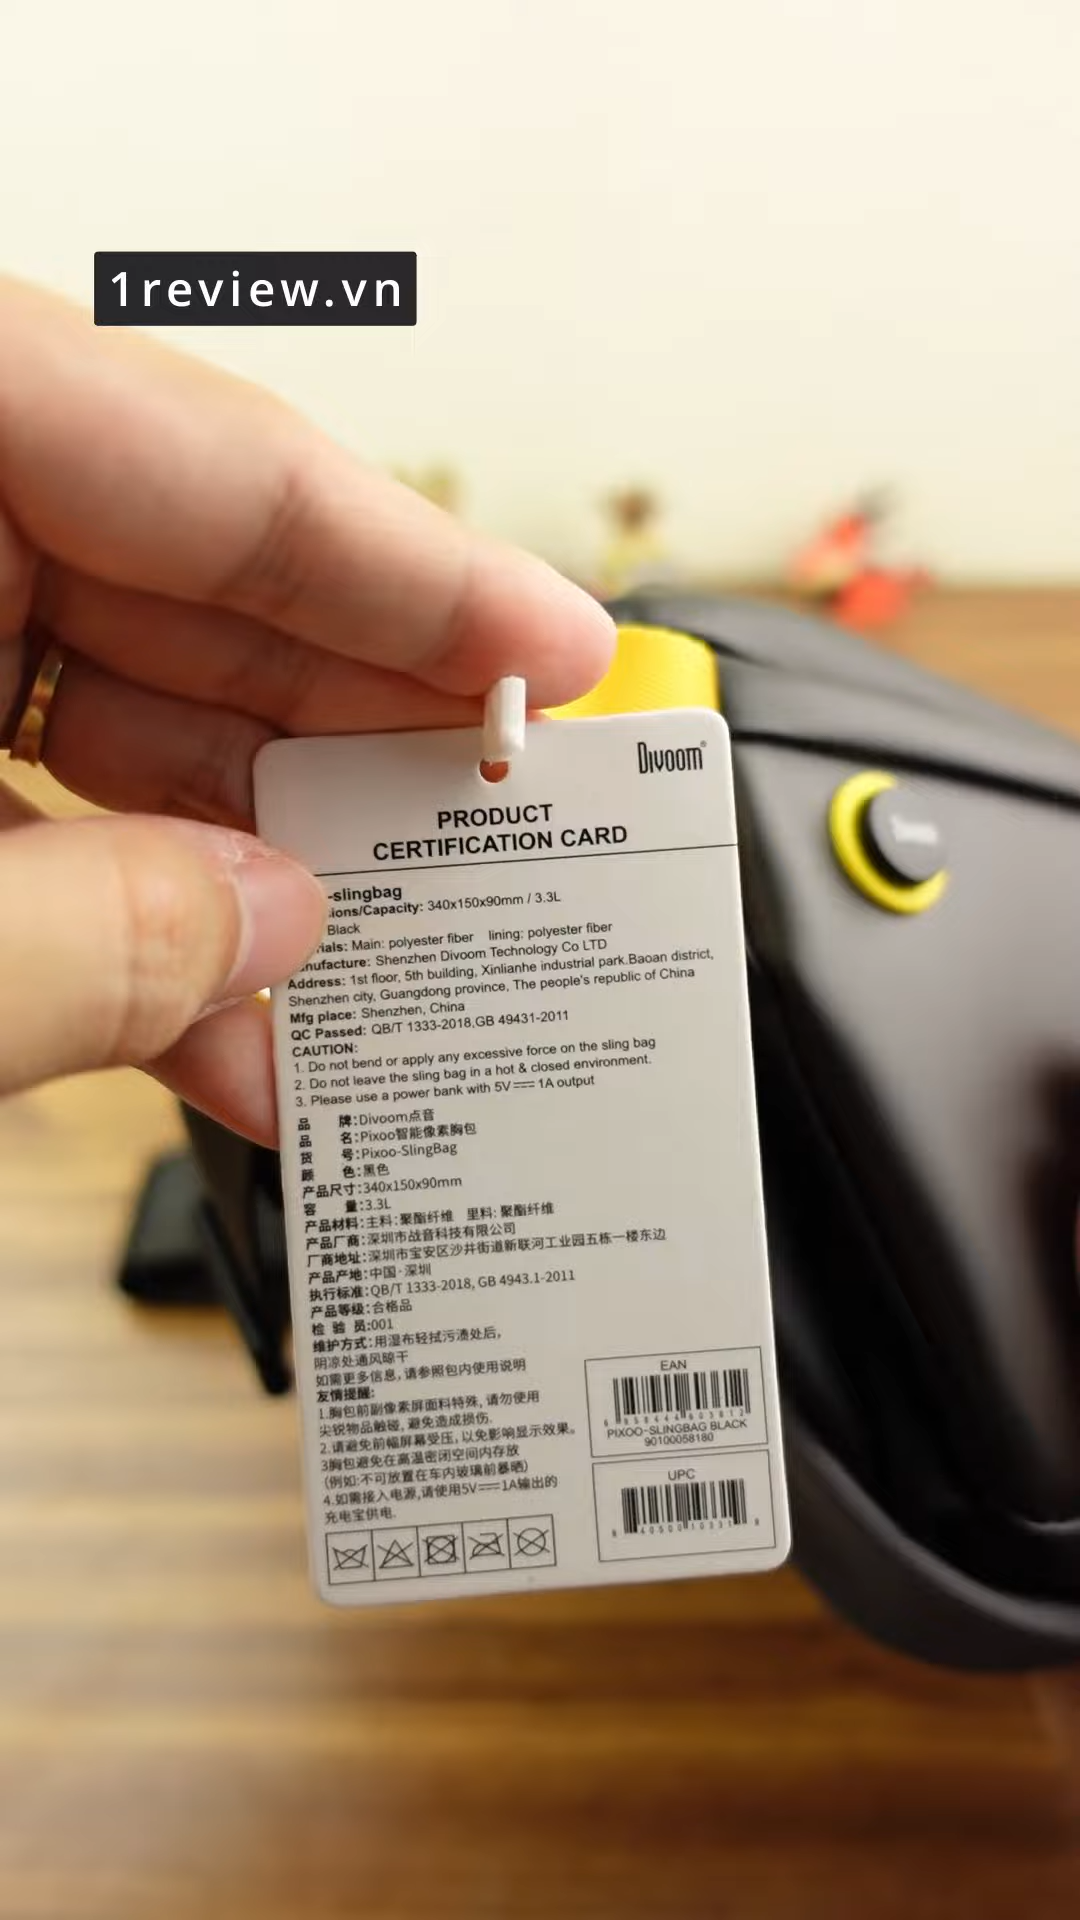 1review.vn
Divoom®
PRODUCT
CERTIFICATION CARD
-slingbag
ions/Capacity: 340x150x90mm / 3.3L
Black
rials: Main: polyester fiber lining: polyester fiber
nufacture: Shenzhen Divoom Technology Co LTD
Address: 1st floor, 5th building, Xinlianhe industrial park.Baoan district,
Shenzhen city, Guangdong province, The people's republic of China
Mfg place: Shenzhen, China
QC Passed: QB/T 1333-2018,GB 49431-2011
CAUTION:
1. Do not bend or apply any excessive force on the sling bag
2. Do not leave the sling bag in a hot & closed environment.
3. Please use a power bank with 5V⎓1A output
品 牌:Divoom点音
品 名:Pixoo智能像素胸包
货 号:Pixoo-SlingBag
颜 色:黑色
产品尺寸:340x150x90mm
容 量:3.3L
产品材料:主料:聚酯纤维 里料:聚酯纤维
产品厂商:深圳市战音科技有限公司
厂商地址:深圳市宝安区沙井街道新联河工业园五栋一楼东边
产品产地:中国·深圳
执行标准:QB/T 1333-2018, GB 4943.1-2011
产品等级:合格品
检 验 员:001
维护方式:用湿布轻拭污渍处后,
阴凉处通风晾干
如需更多信息,请参照包内使用说明
友情提醒:
1.胸包前副像素屏面料特殊,请勿使用
尖锐物品触碰,避免造成损伤.
2.请避免前幅屏幕受压,以免影响显示效果。
3胸包避免在高温密闭空间内存放
(例如:不可放置在车内玻璃前暴晒)
4.如需接入电源,请使用5V⎓1A输出的
充电宝供电.
EAN
PIXOO-SLINGBAG BLACK
90100058180
UPC